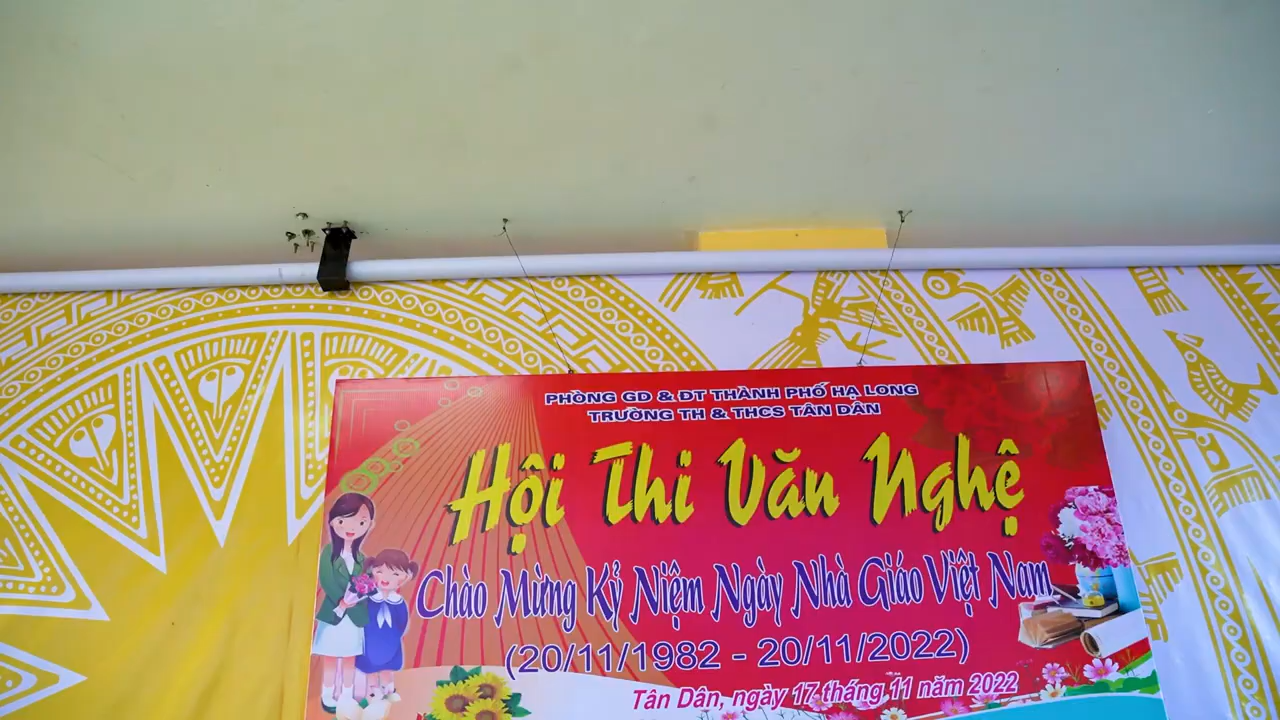 PHÒNG GD & ĐT THÀNH PHỐ HẠ LONG
TRƯỜNG TH & THCS TÂN DÂN
Hội Thi Văn Nghệ
Chào Mừng Kỷ Niệm Ngày Nhà Giáo Việt Nam
(20/11/1982 - 20/11/2022)
Tân Dân, ngày 17 tháng 11 năm 2022